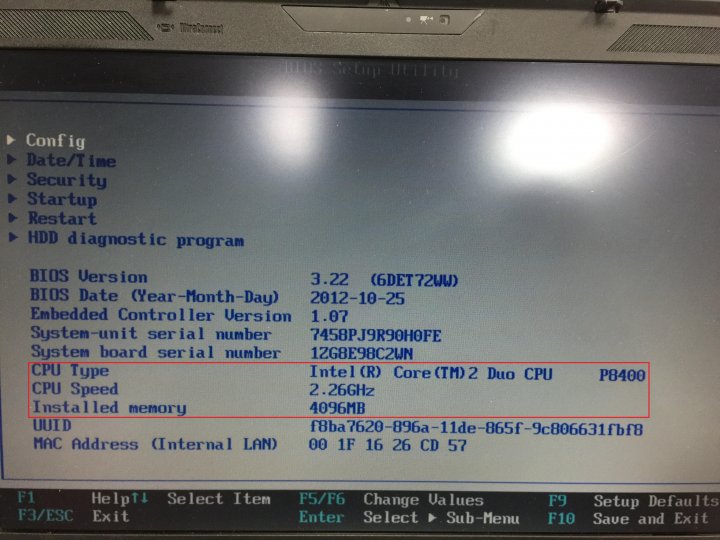 BIOS Setup Utility
Config
Date/Time
Security
Startup
Restart
HDD diagnostic program
BIOS Version 3.22 (6DET72WW)
BIOS Date (Year-Month-Day) 2012-10-25
Embedded Controller Version 1.07
System-unit serial number 7458PJ9R90H0FE
System board serial number 1ZG8E98C2WN
CPU Type Intel(R) Core(TM)2 Duo CPU P8400
CPU Speed 2.26GHz
Installed memory 4096MB
UUID f8ba7620-896a-11de-865f-9c806631fbf8
MAC Address (Internal LAN) 00 1F 16 26 CD 57
F1 Help↑↓ Select Item F5/F6 Change Values F9 Setup Defaults
F3/ESC Exit Enter Select ▶ Sub-Menu F10 Save and Exit